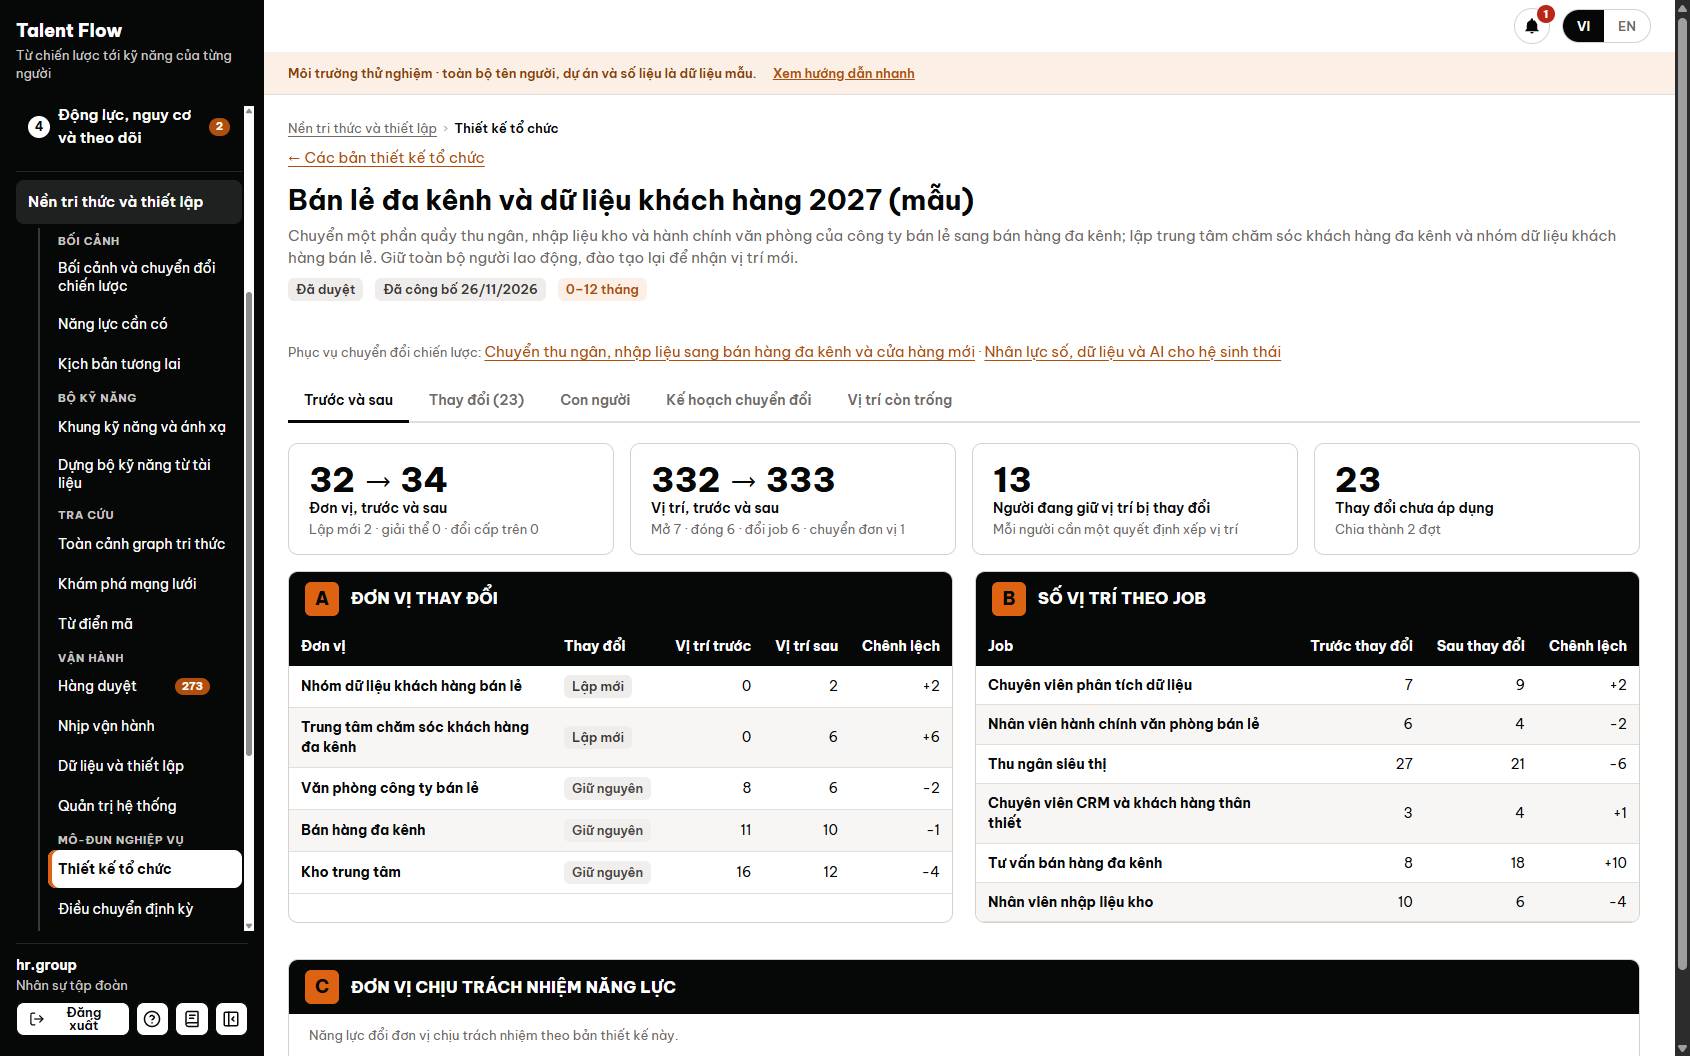 Talent Flow
Từ chiến lược tới kỹ năng của từng
người
4
Động lực, nguy cơ
và theo dõi
2
Nền tri thức và thiết lập
BỐI CẢNH
Bối cảnh và chuyển đổi
chiến lược
Năng lực cần có
Kịch bản tương lai
BỘ KỸ NĂNG
Khung kỹ năng và ánh xạ
Dựng bộ kỹ năng từ tài
liệu
TRA CỨU
Toàn cảnh graph tri thức
Khám phá mạng lưới
Từ điển mã
VẬN HÀNH
Hàng duyệt 273
Nhịp vận hành
Dữ liệu và thiết lập
Quản trị hệ thống
MÔ-ĐUN NGHIỆP VỤ
Thiết kế tổ chức
Điều chuyển định kỳ
hr.group
Nhân sự tập đoàn
Đăng
xuất
1
VI EN
Môi trường thử nghiệm · toàn bộ tên người, dự án và số liệu là dữ liệu mẫu. Xem hướng dẫn nhanh
Nền tri thức và thiết lập › Thiết kế tổ chức
← Các bản thiết kế tổ chức
Bán lẻ đa kênh và dữ liệu khách hàng 2027 (mẫu)
Chuyển một phần quầy thu ngân, nhập liệu kho và hành chính văn phòng của công ty bán lẻ sang bán hàng đa kênh; lập trung tâm chăm sóc khách hàng đa kênh và nhóm dữ liệu khách
hàng bán lẻ. Giữ toàn bộ người lao động, đào tạo lại để nhận vị trí mới.
Đã duyệt Đã công bố 26/11/2026 0–12 tháng
Phục vụ chuyển đổi chiến lược: Chuyển thu ngân, nhập liệu sang bán hàng đa kênh và cửa hàng mới · Nhân lực số, dữ liệu và AI cho hệ sinh thái
Trước và sau Thay đổi (23) Con người Kế hoạch chuyển đổi Vị trí còn trống
32 → 34
Đơn vị, trước và sau
Lập mới 2 · giải thể 0 · đổi cấp trên 0
332 → 333
Vị trí, trước và sau
Mở 7 · đóng 6 · đổi job 6 · chuyển đơn vị 1
13
Người đang giữ vị trí bị thay đổi
Mỗi người cần một quyết định xếp vị trí
23
Thay đổi chưa áp dụng
Chia thành 2 đợt
A ĐƠN VỊ THAY ĐỔI
Đơn vị Thay đổi Vị trí trước Vị trí sau Chênh lệch
Nhóm dữ liệu khách hàng bán lẻ Lập mới 0 2 +2
Trung tâm chăm sóc khách hàng
đa kênh Lập mới 0 6 +6
Văn phòng công ty bán lẻ Giữ nguyên 8 6 -2
Bán hàng đa kênh Giữ nguyên 11 10 -1
Kho trung tâm Giữ nguyên 16 12 -4
B SỐ VỊ TRÍ THEO JOB
Job Trước thay đổi Sau thay đổi Chênh lệch
Chuyên viên phân tích dữ liệu 7 9 +2
Nhân viên hành chính văn phòng bán lẻ 6 4 -2
Thu ngân siêu thị 27 21 -6
Chuyên viên CRM và khách hàng thân
thiết 3 4 +1
Tư vấn bán hàng đa kênh 8 18 +10
Nhân viên nhập liệu kho 10 6 -4
C ĐƠN VỊ CHỊU TRÁCH NHIỆM NĂNG LỰC
Năng lực đổi đơn vị chịu trách nhiệm theo bản thiết kế này.